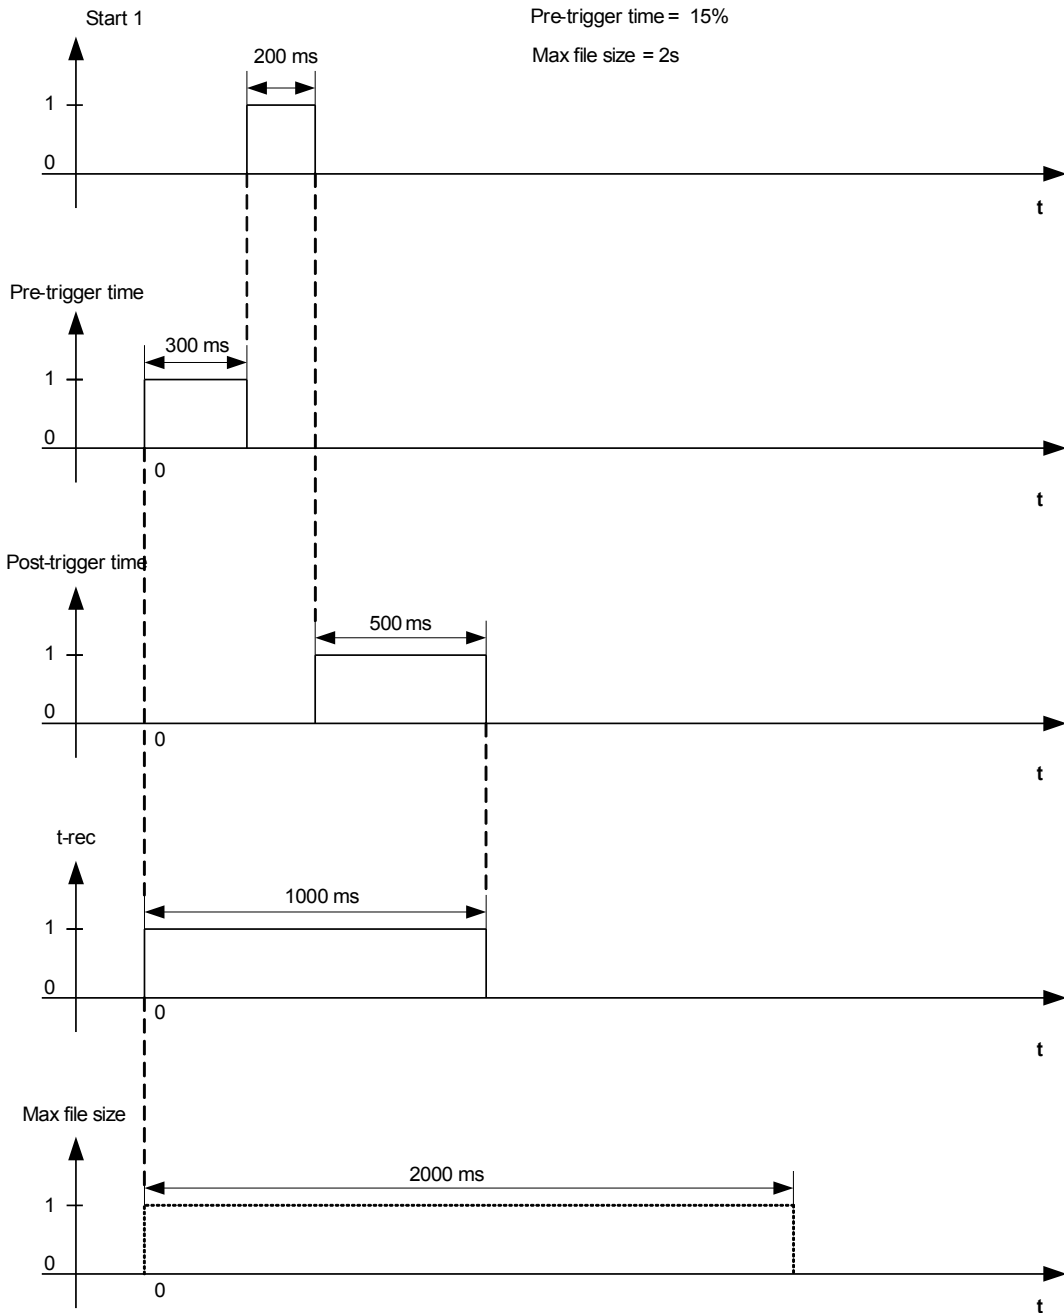 Start 1
Pre-trigger time = 15%
Max file size = 2s
200 ms
1
0
t
Pre-trigger time
300 ms
1
0
0
t
Post-trigger time
500 ms
1
0
0
t
t-rec
1000 ms
1
0
0
t
Max file size
2000 ms
1
0
0
t